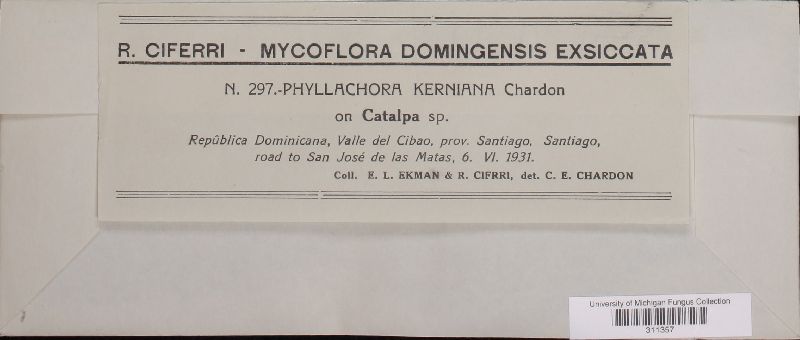 R. CIFERRI - MYCOFLORA DOMINGENSIS EXSICCATA
N. 297.-PHYLLACHORA KERNIANA Chardon
on Catalpa sp.
República Dominicana, Valle del Cibao, prov. Santiago, Santiago,
road to San José de las Matas, 6. VI. 1931.
Coll. E. L. EKMAN & R. CIFRRI, det. C. E. CHARDON
University of Michigan Fungus Collection
311357